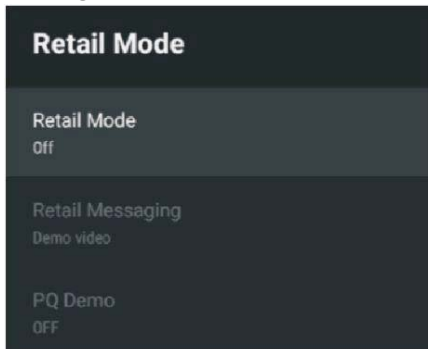 Retail Mode
Retail Mode
Off
Retail Messaging
Demo video
PQ Demo
OFF